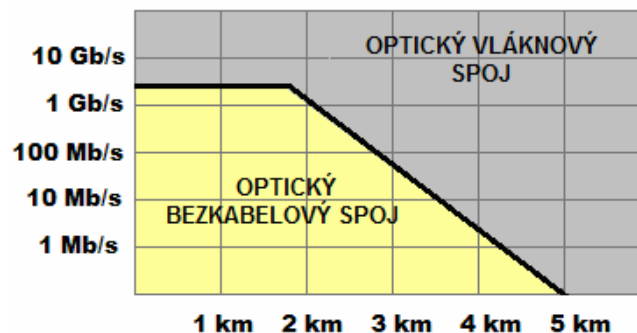 10 Gb/s
1 Gb/s
100 Mb/s
10 Mb/s
1 Mb/s
OPTICKÝ VLÁKNOVÝ
SPOJ
OPTICKÝ
BEZKABELOVÝ SPOJ
1 km 2 km 3 km 4 km 5 km